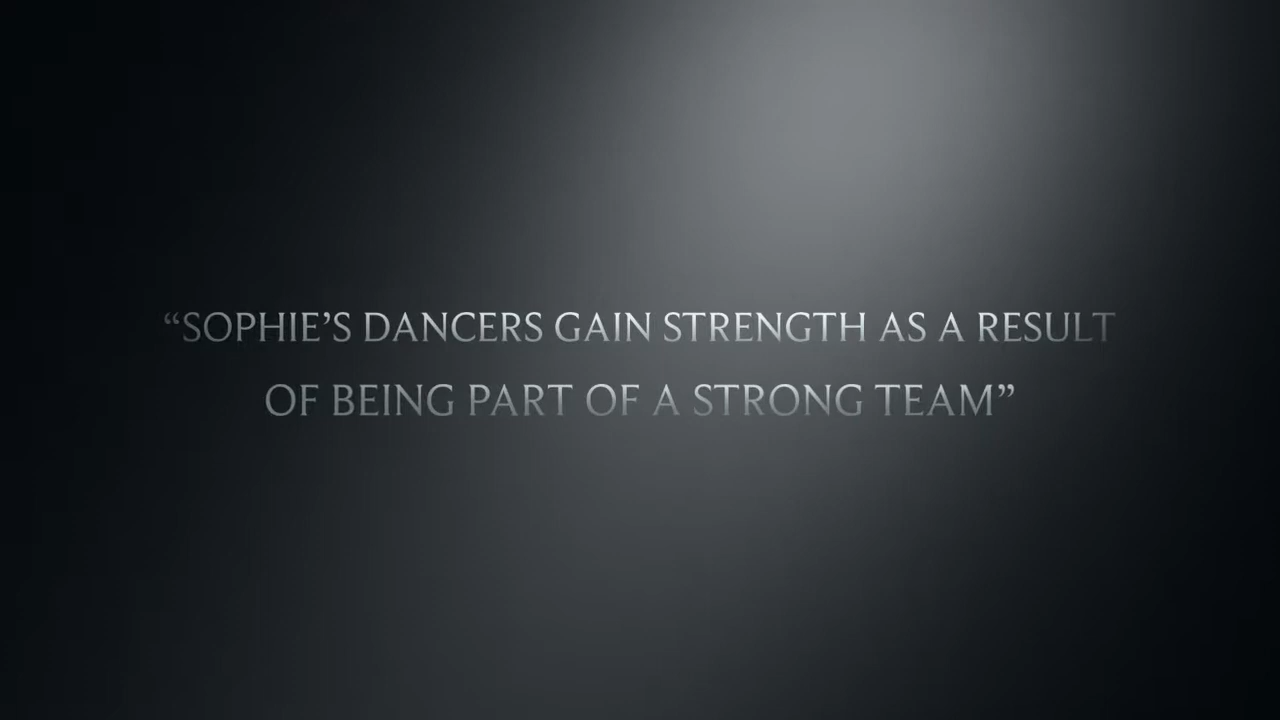 “SOPHIE’S DANCERS GAIN STRENGTH AS A RESULT
OF BEING PART OF A STRONG TEAM”